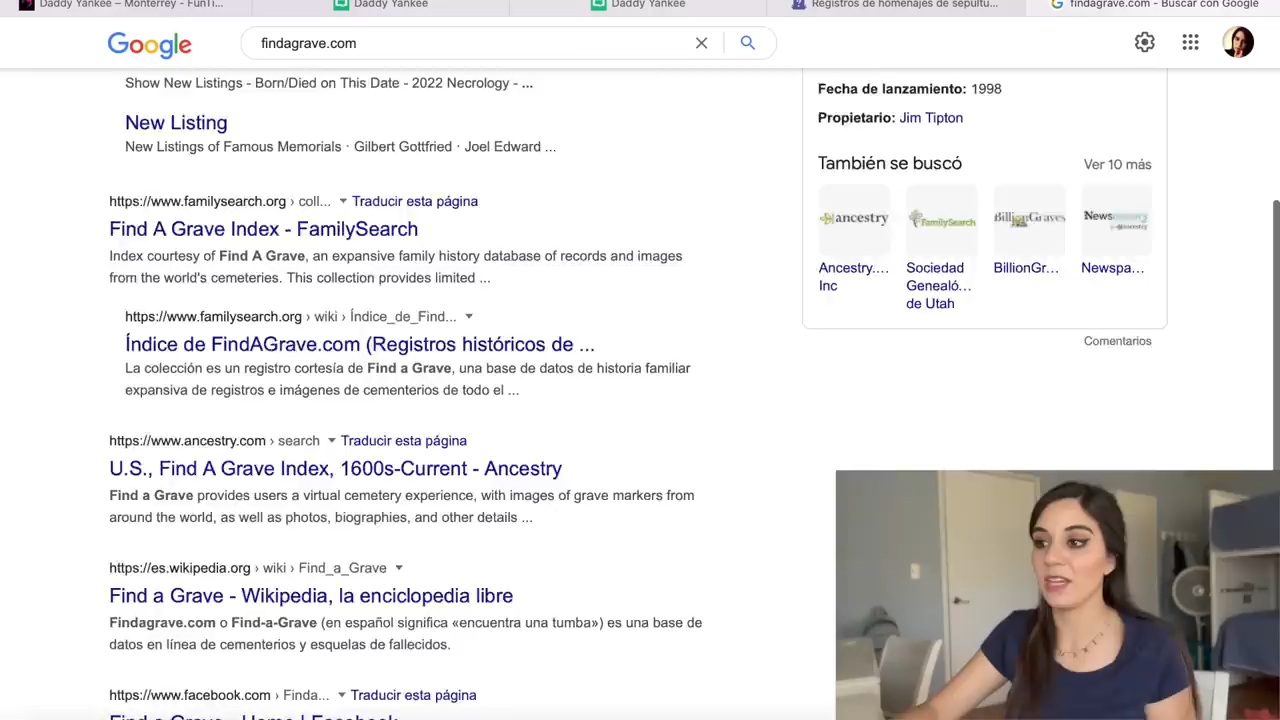 Daddy Yankee – Monterrey – FunTi...
Daddy Yankee
Daddy Yankee
Registros de homenajes de sepultu...
findagrave.com - Buscar con Google
Google
findagrave.com
Show New Listings - Born/Died on This Date - 2022 Necrology - ...
New Listing
New Listings of Famous Memorials · Gilbert Gottfried · Joel Edward ...
https://www.familysearch.org › coll... Traducir esta página
Find A Grave Index - FamilySearch
Index courtesy of Find A Grave, an expansive family history database of records and images
from the world's cemeteries. This collection provides limited ...
https://www.familysearch.org › wiki › Índice_de_Find...
Índice de FindAGrave.com (Registros históricos de ...
La colección es un registro cortesía de Find a Grave, una base de datos de historia familiar
expansiva de registros e imágenes de cementerios de todo el ...
https://www.ancestry.com › search Traducir esta página
U.S., Find A Grave Index, 1600s-Current - Ancestry
Find a Grave provides users a virtual cemetery experience, with images of grave markers from
around the world, as well as photos, biographies, and other details ...
https://es.wikipedia.org › wiki › Find_a_Grave
Find a Grave - Wikipedia, la enciclopedia libre
Findagrave.com o Find-a-Grave (en español significa «encuentra una tumba») es una base de
datos en línea de cementerios y esquelas de fallecidos.
https://www.facebook.com › Finda... Traducir esta página
Find a Grave - Home | Facebook
Fecha de lanzamiento: 1998
Propietario: Jim Tipton
También se buscó
Ver 10 más
ancestry
FamilySearch
BillionGraves
News
ancestry
Ancestry.... Inc
Sociedad Genealó... de Utah
BillionGr...
Newspa...
Comentarios